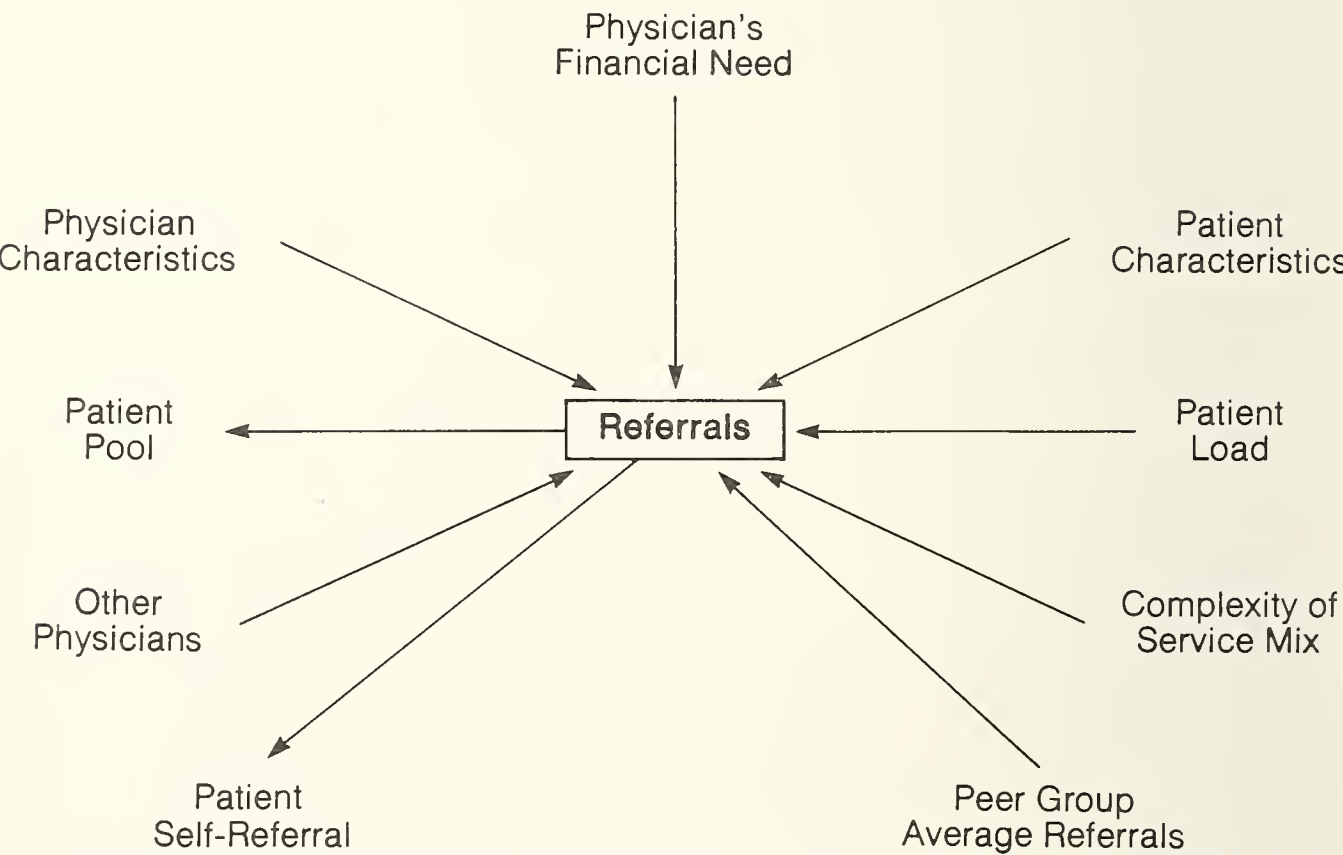 Physician's
Financial Need
Physician
Characteristics
Patient
Characteristics
Patient
Pool
Referrals
Patient
Load
Other
Physicians
Complexity of
Service Mix
Patient
Self-Referral
Peer Group
Average Referrals